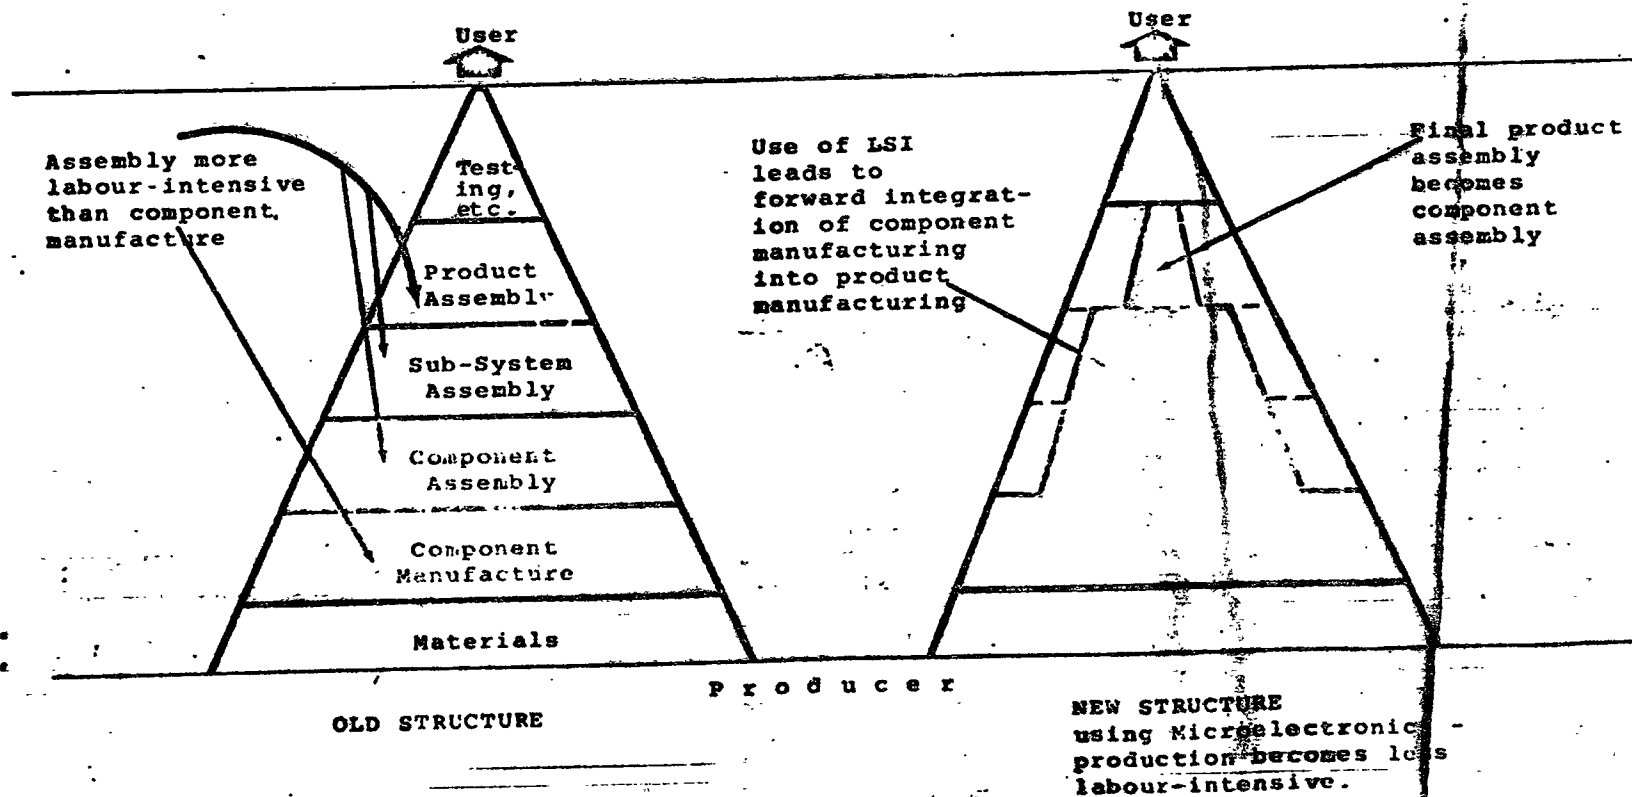 User
Assembly more
labour-intensive
than component
manufacture
Test-
ing,
etc.
Product
Assembly
Sub-System
Assembly
Component
Assembly
Component
Manufacture
Materials
OLD STRUCTURE
P r o d u c e r
User
Use of LSI
leads to
forward integrat-
ion of component
manufacturing
into product
manufacturing
Final product
assembly
becomes
component
assembly
NEW STRUCTURE
using Microelectronic -
production becomes less
labour-intensive.